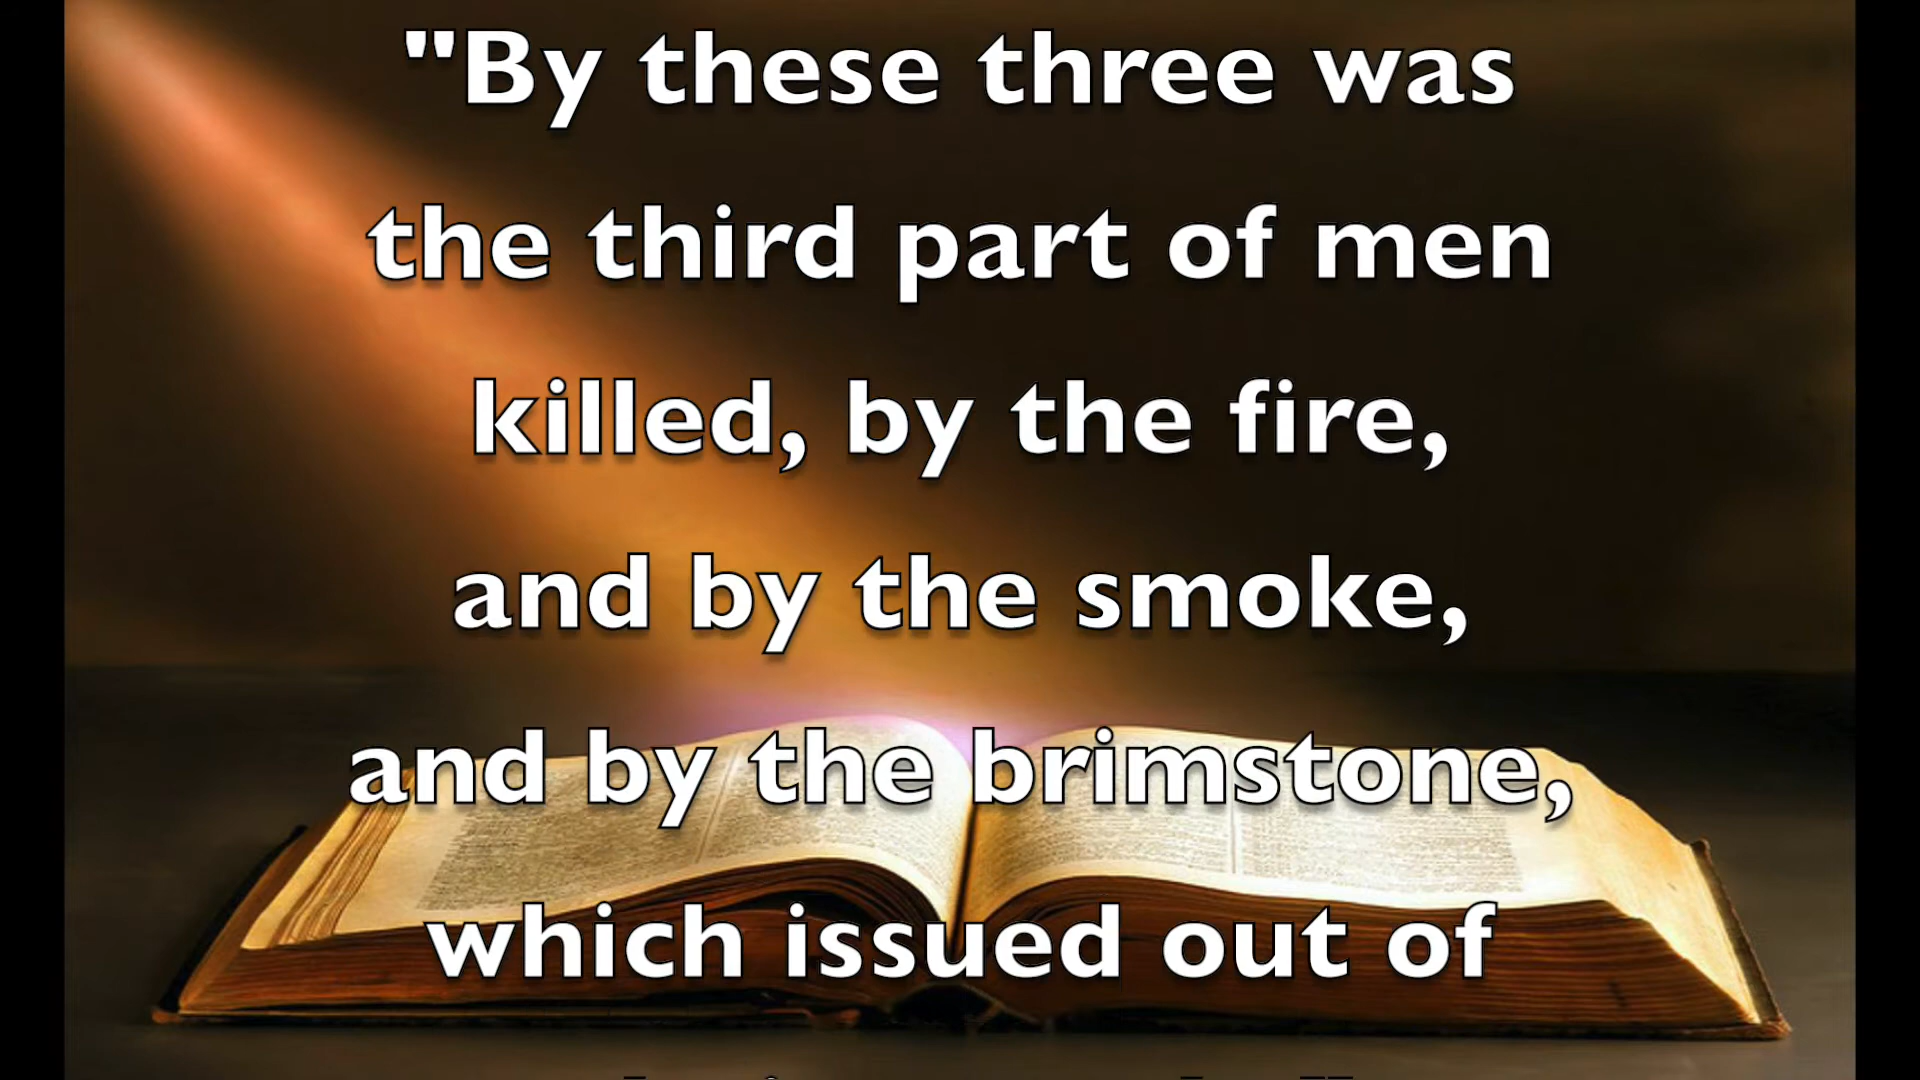 "By these three was
the third part of men
killed, by the fire,
and by the smoke,
and by the brimstone,
which issued out of